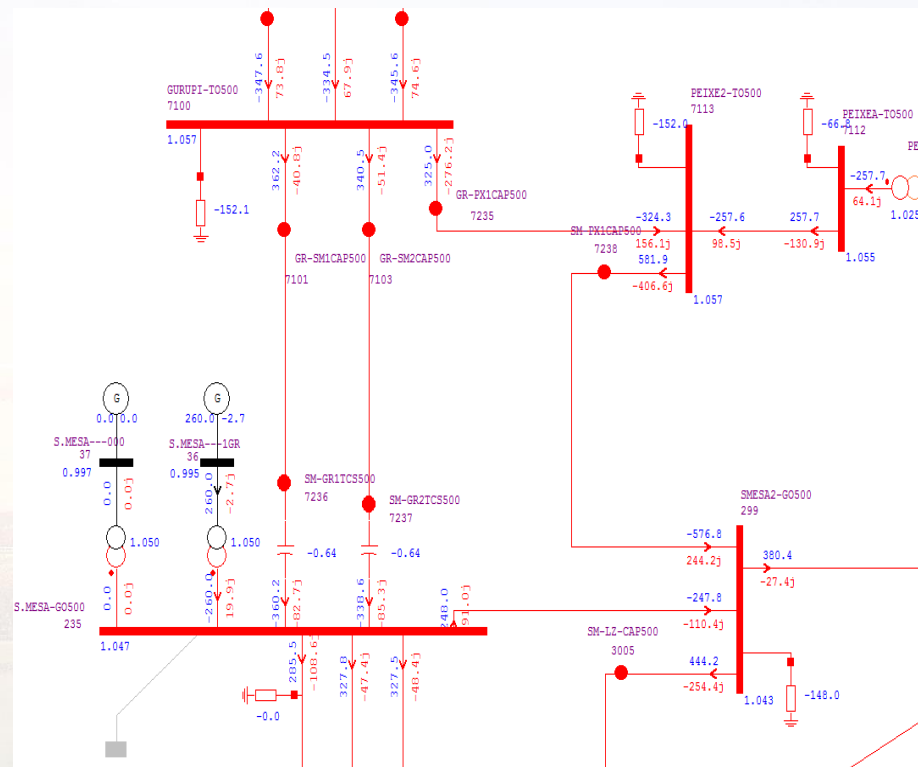 -347.6
73.8j
-334.5
67.9j
-345.6
74.6j
GURUPI-TO500
7100
1.057
-152.1
362.2
-40.8j
340.5
-51.4j
325.0
-276.2j
GR-PX1CAP500
7235
GR-SM1CAP500
7101
GR-SM2CAP500
7103
PEIXE2-TO500
7113
-152.0
-324.3
156.1j
SM-PX1CAP500
7238
581.9
-406.6j
1.057
-257.6
98.5j
257.7
-130.9j
PEIXEA-TO500
7112
-66.8
-257.7
64.1j
1.055
PE
1.025
G
0.0 0.0
S.MESA---000
37
0.997
0.0
0.0j
1.050
0.0
0.0j
G
260.0 -2.7
S.MESA---1GR
36
0.995
260.0
-2.7j
1.050
-260.0
19.9j
SM-GR1TCS500
7236
SM-GR2TCS500
7237
-0.64
-0.64
-360.2
-82.7j
-338.6
-85.3j
248.0
91.0j
S.MESA-GO500
235
1.047
285.5
-108.6j
327.8
-47.4j
327.5
-48.4j
-0.0
SMESA2-GO500
299
-576.8
244.2j
380.4
-27.4j
-247.8
-110.4j
SM-LZ-CAP500
3005
444.2
-254.4j
1.043
-148.0